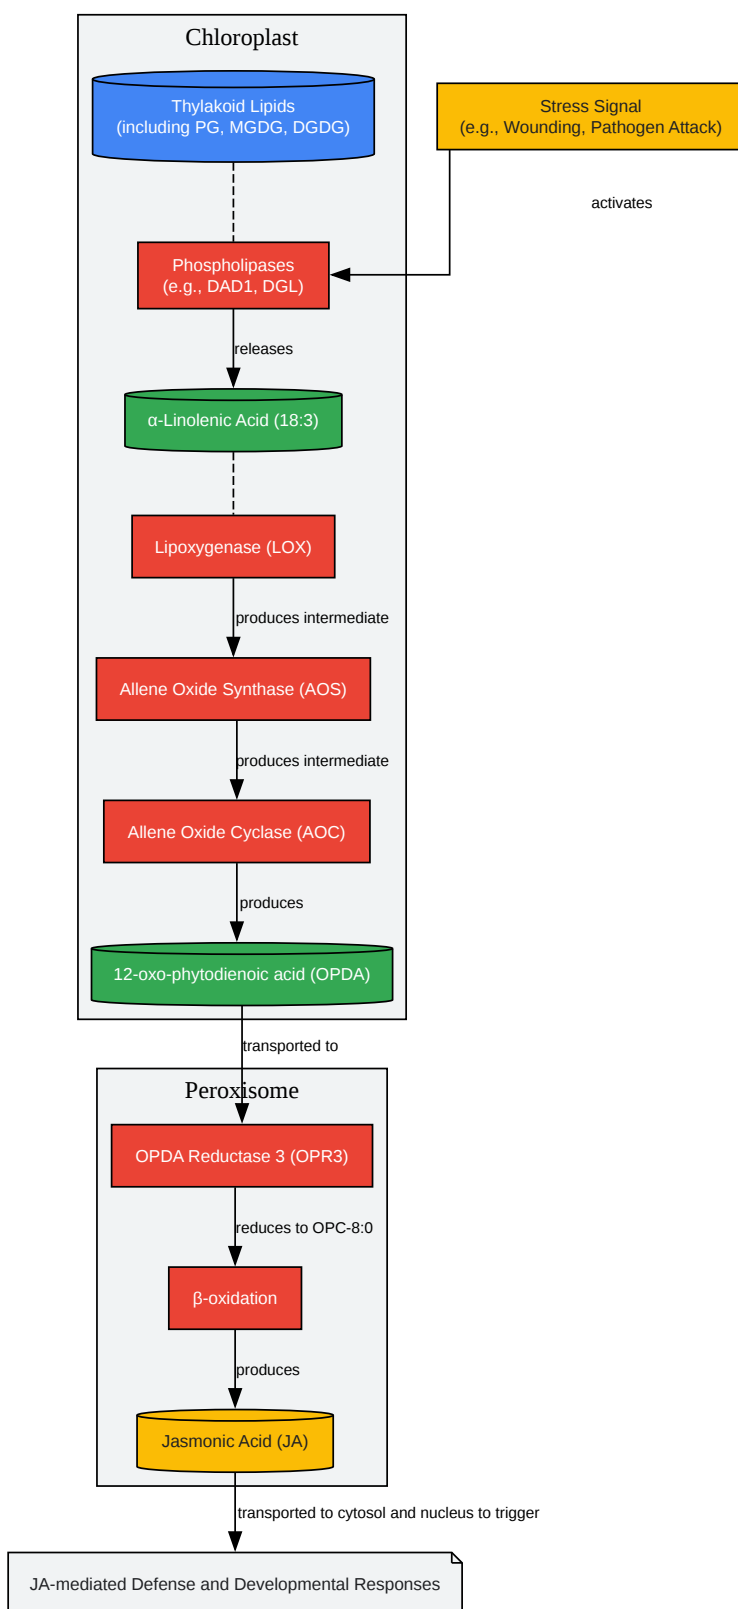 Chloroplast
Thylakoid Lipids
(including PG, MGDG, DGDG)
Stress Signal
(e.g., Wounding, Pathogen Attack)
activates
Phospholipases
(e.g., DAD1, DGL)
releases
α-Linolenic Acid (18:3)
Lipoxygenase (LOX)
produces intermediate
Allene Oxide Synthase (AOS)
produces intermediate
Allene Oxide Cyclase (AOC)
produces
12-oxo-phytodienoic acid (OPDA)
transported to
Peroxisome
OPDA Reductase 3 (OPR3)
reduces to OPC-8:0
β-oxidation
produces
Jasmonic Acid (JA)
transported to cytosol and nucleus to trigger
JA-mediated Defense and Developmental Responses